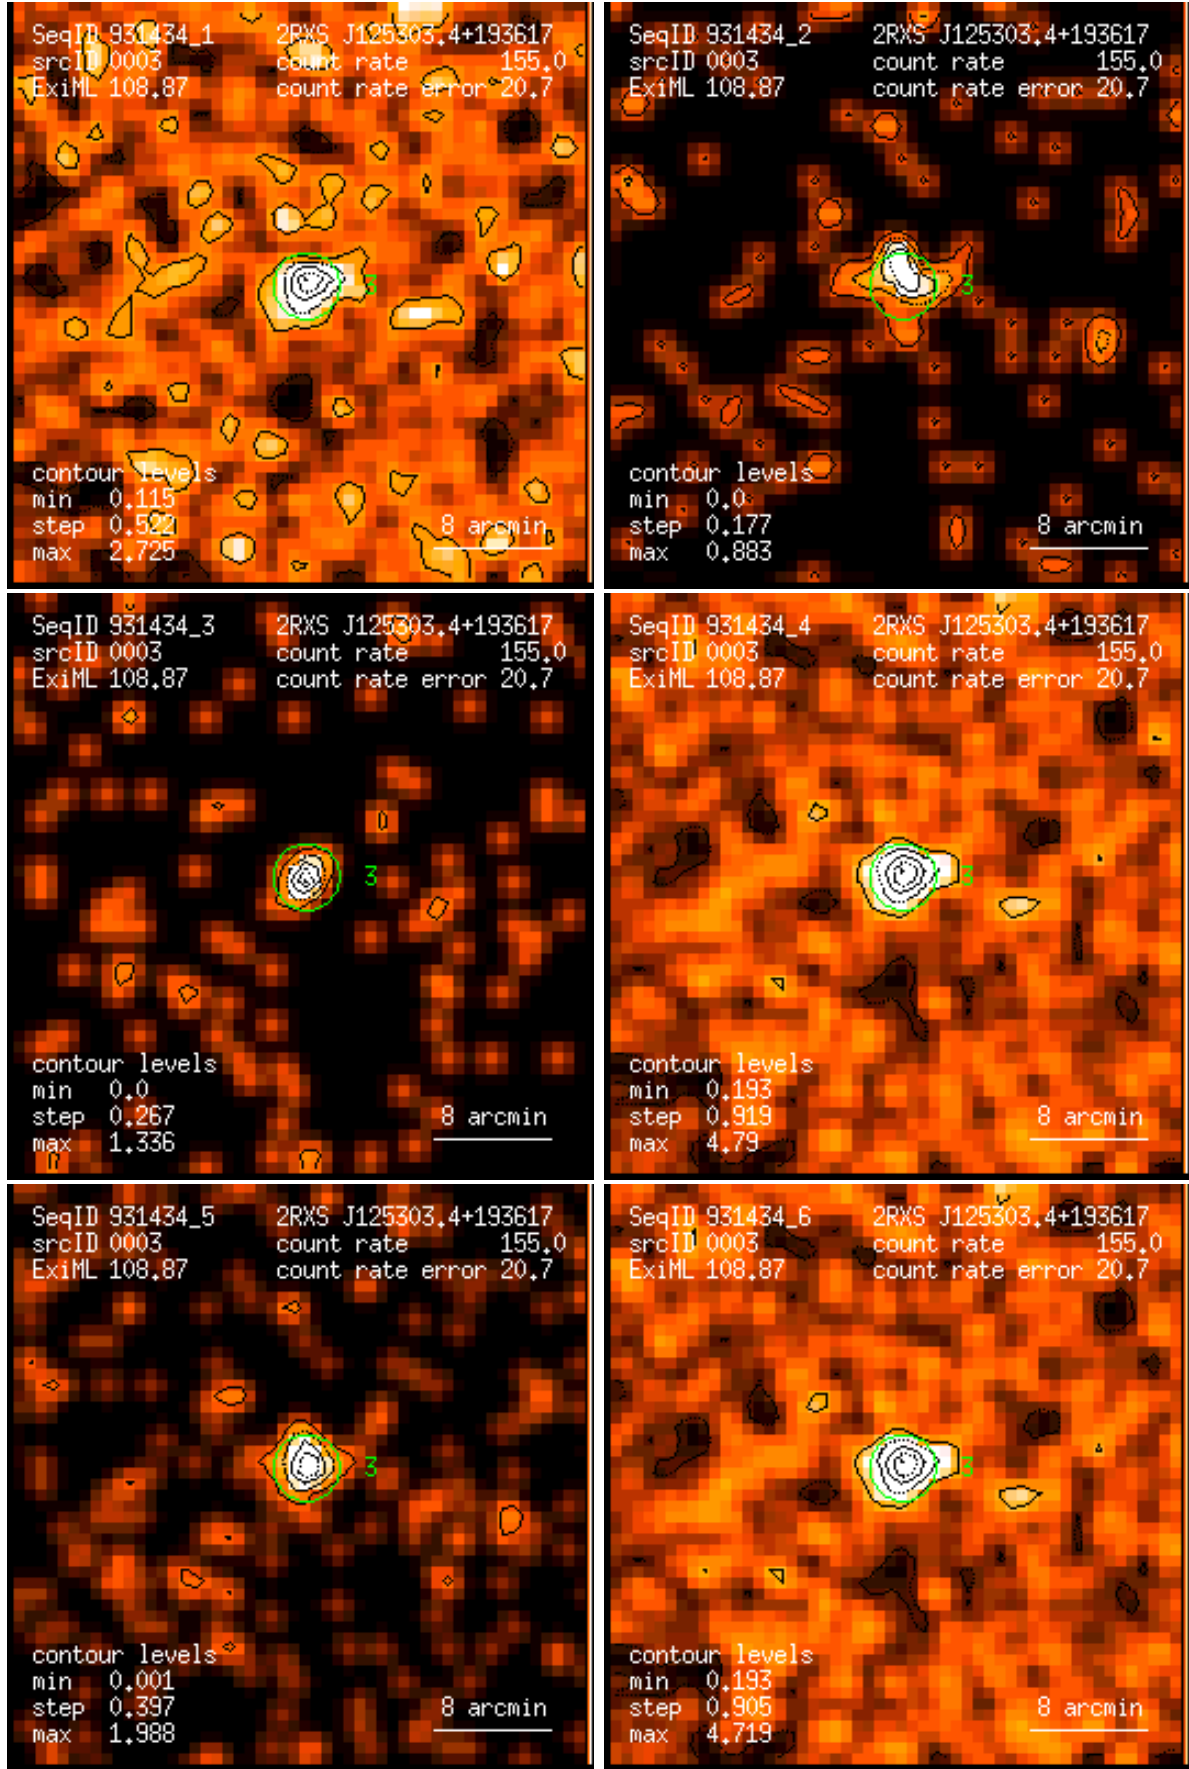 SeqID 931434_1 2RXS J125303.4+193617
srcID 0003 count rate 155.0
ExiML 108.87 count rate error 20.7
3
contour levels
min 0.115
step 0.522 8 arcmin
max 2.725
SeqID 931434_2 2RXS J125303.4+193617
srcID 0003 count rate 155.0
ExiML 108.87 count rate error 20.7
3
contour levels
min 0.0
step 0.177 8 arcmin
max 0.883
SeqID 931434_3 2RXS J125303.4+193617
srcID 0003 count rate 155.0
ExiML 108.87 count rate error 20.7
3
contour levels
min 0.0
step 0.267 8 arcmin
max 1.336
SeqID 931434_4 2RXS J125303.4+193617
srcID 0003 count rate 155.0
ExiML 108.87 count rate error 20.7
3
contour levels
min 0.193
step 0.919 8 arcmin
max 4.79
SeqID 931434_5 2RXS J125303.4+193617
srcID 0003 count rate 155.0
ExiML 108.87 count rate error 20.7
3
contour levels
min 0.001
step 0.397 8 arcmin
max 1.988
SeqID 931434_6 2RXS J125303.4+193617
srcID 0003 count rate 155.0
ExiML 108.87 count rate error 20.7
3
contour levels
min 0.193
step 0.905 8 arcmin
max 4.719